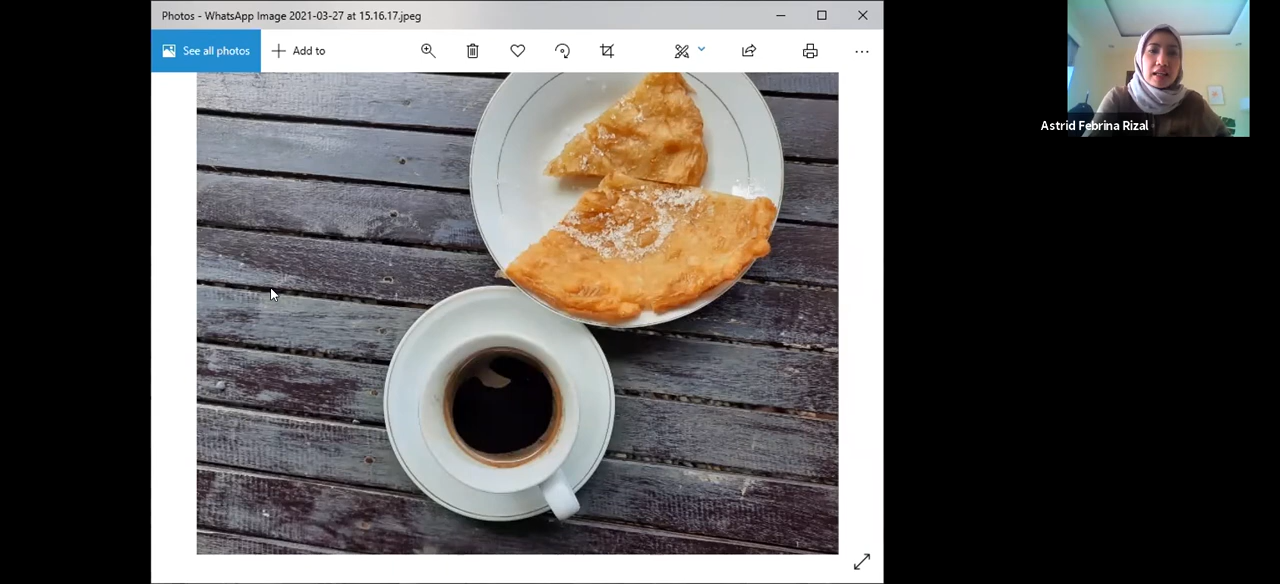 Photos - WhatsApp Image 2021-03-27 at 15.16.17.jpeg
See all photos
Add to
Astrid Febrina Rizal